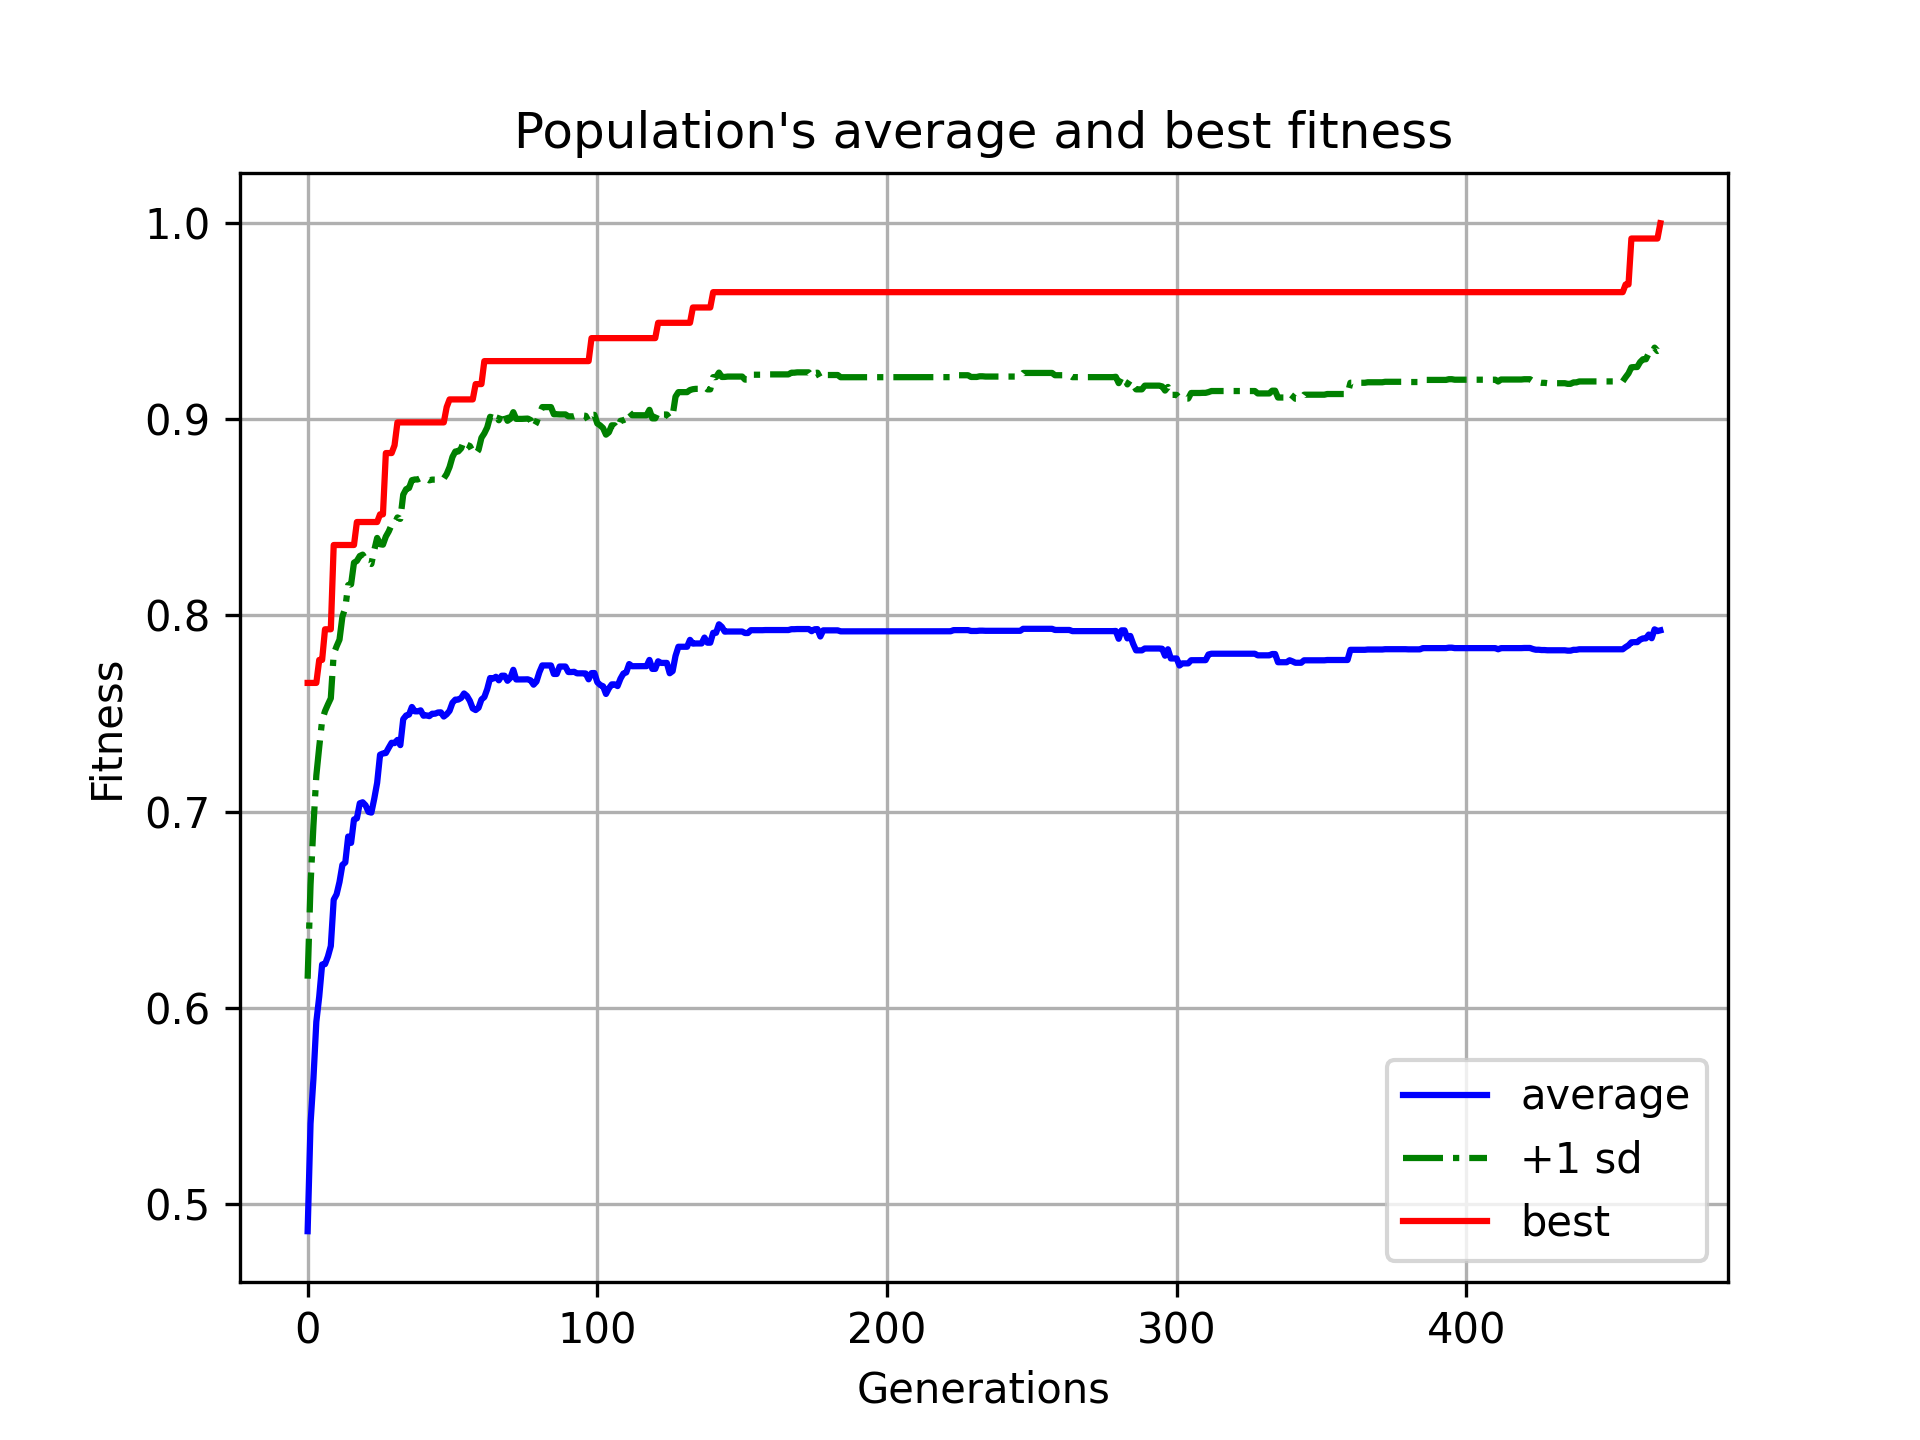 Population's average and best fitness
1.0
0.9
0.8
0.7
0.6
0.5
Fitness
0 100 200 300 400
Generations
average
+1 sd
best